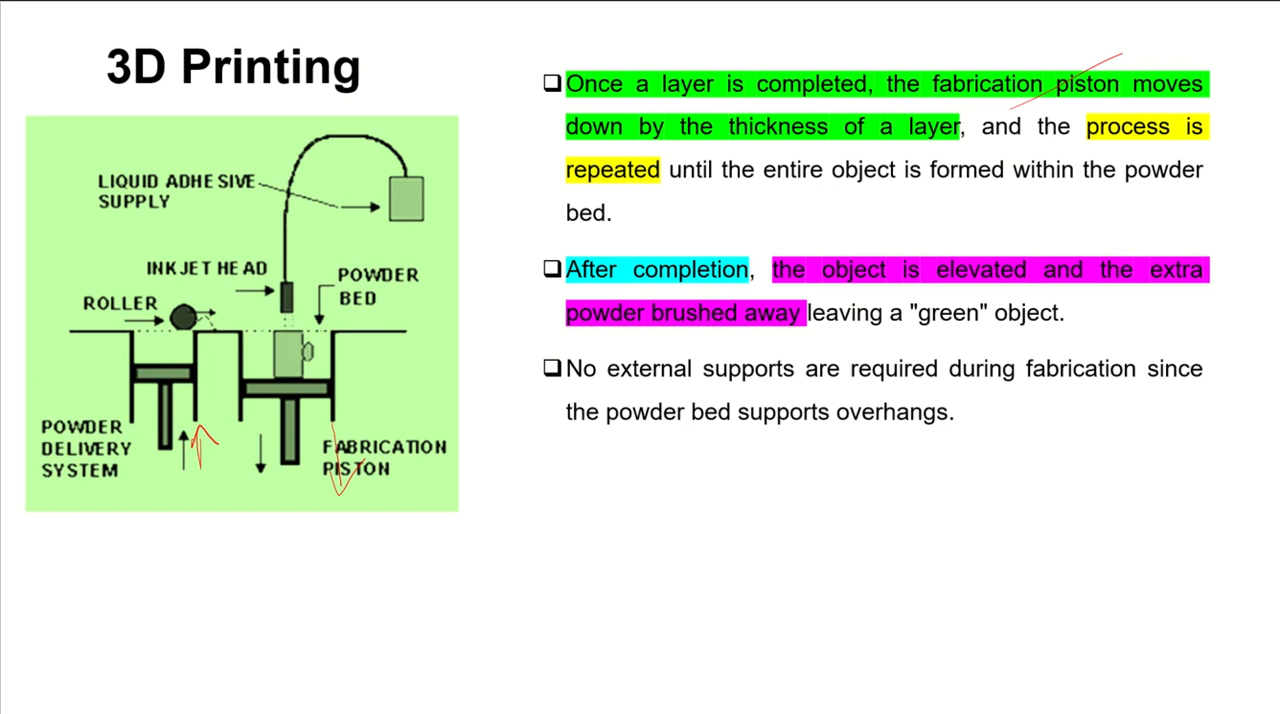 3D Printing
❑Once a layer is completed, the fabrication piston moves
down by the thickness of a layer, and the process is
repeated until the entire object is formed within the powder
bed.
❑After completion, the object is elevated and the extra
powder brushed away leaving a "green" object.
❑No external supports are required during fabrication since
the powder bed supports overhangs.
LIQUID ADHESIVE
SUPPLY
INKJET HEAD
POWDER
BED
ROLLER
POWDER
DELIVERY
SYSTEM
FABRICATION
PISTON